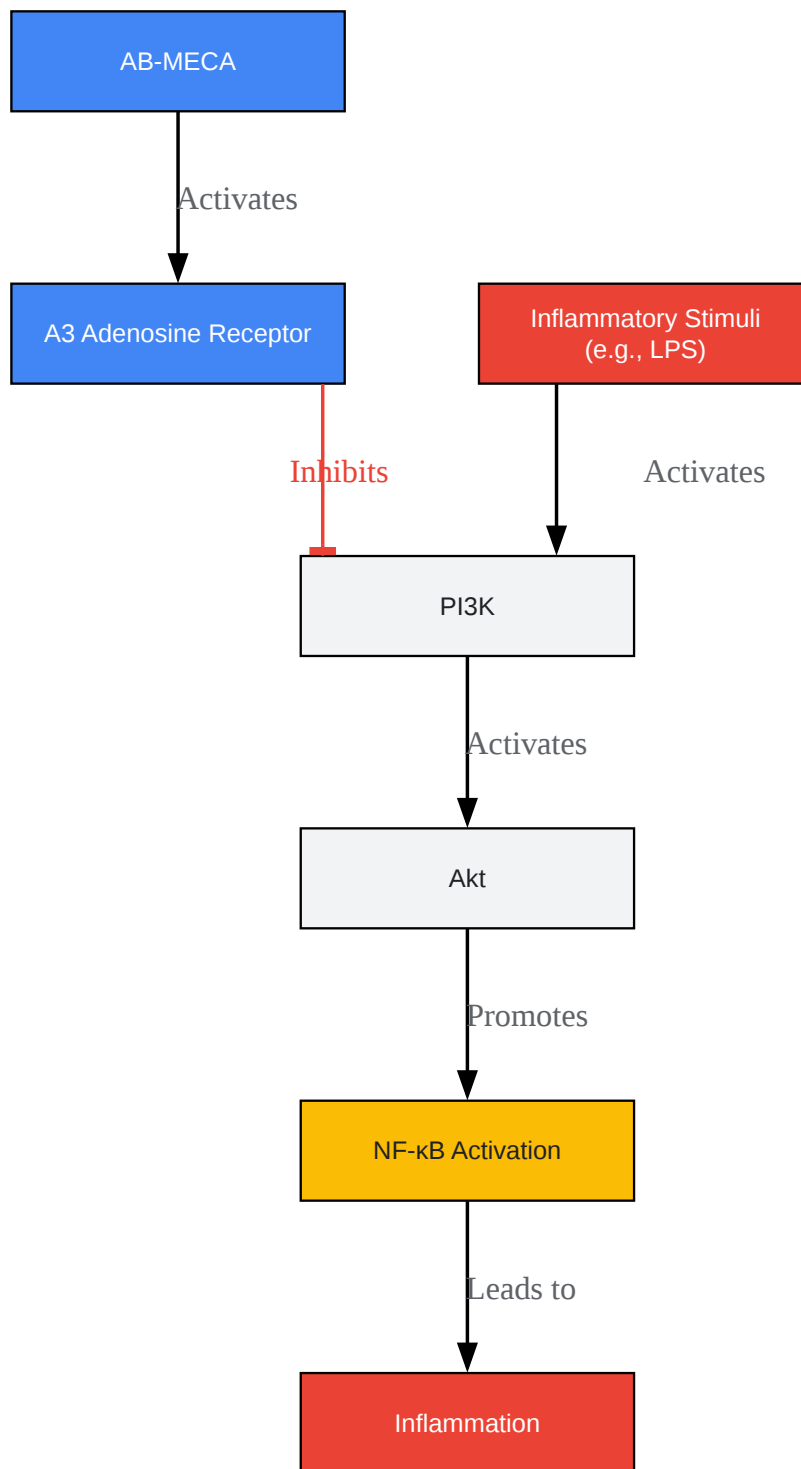 AB-MECA
Activates
A3 Adenosine Receptor
Inflammatory Stimuli
(e.g., LPS)
Inhibits
Activates
PI3K
Activates
Akt
Promotes
NF-κB Activation
Leads to
Inflammation